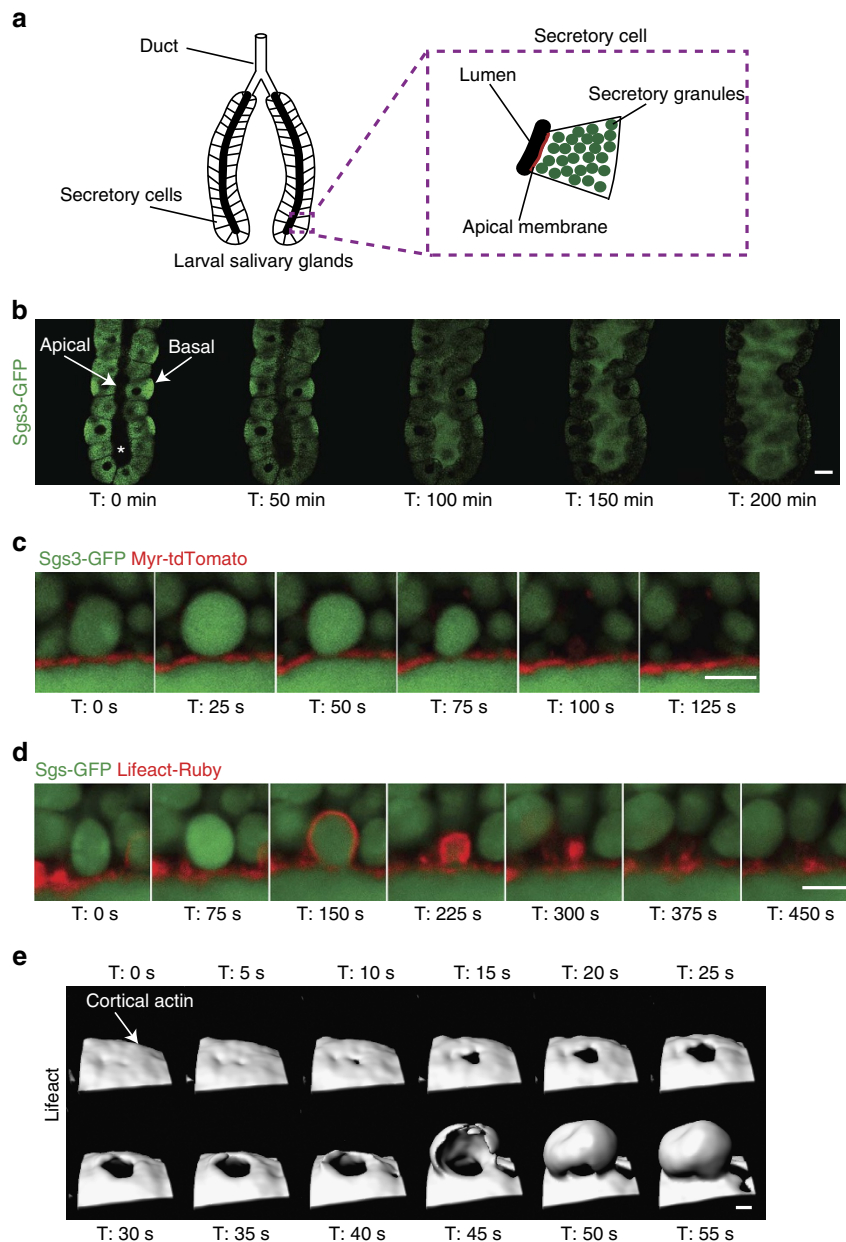 a
Duct
Secretory cell
Lumen
Secretory granules
Secretory cells
Apical membrane
Larval salivary glands
b
Sgs3-GFP
Apical
Basal
*
T: 0 min
T: 50 min
T: 100 min
T: 150 min
T: 200 min
c
Sgs3-GFP Myr-tdTomato
T: 0 s
T: 25 s
T: 50 s
T: 75 s
T: 100 s
T: 125 s
d
Sgs-GFP Lifeact-Ruby
T: 0 s
T: 75 s
T: 150 s
T: 225 s
T: 300 s
T: 375 s
T: 450 s
e
T: 0 s
T: 5 s
T: 10 s
T: 15 s
T: 20 s
T: 25 s
Cortical actin
Lifeact
T: 30 s
T: 35 s
T: 40 s
T: 45 s
T: 50 s
T: 55 s